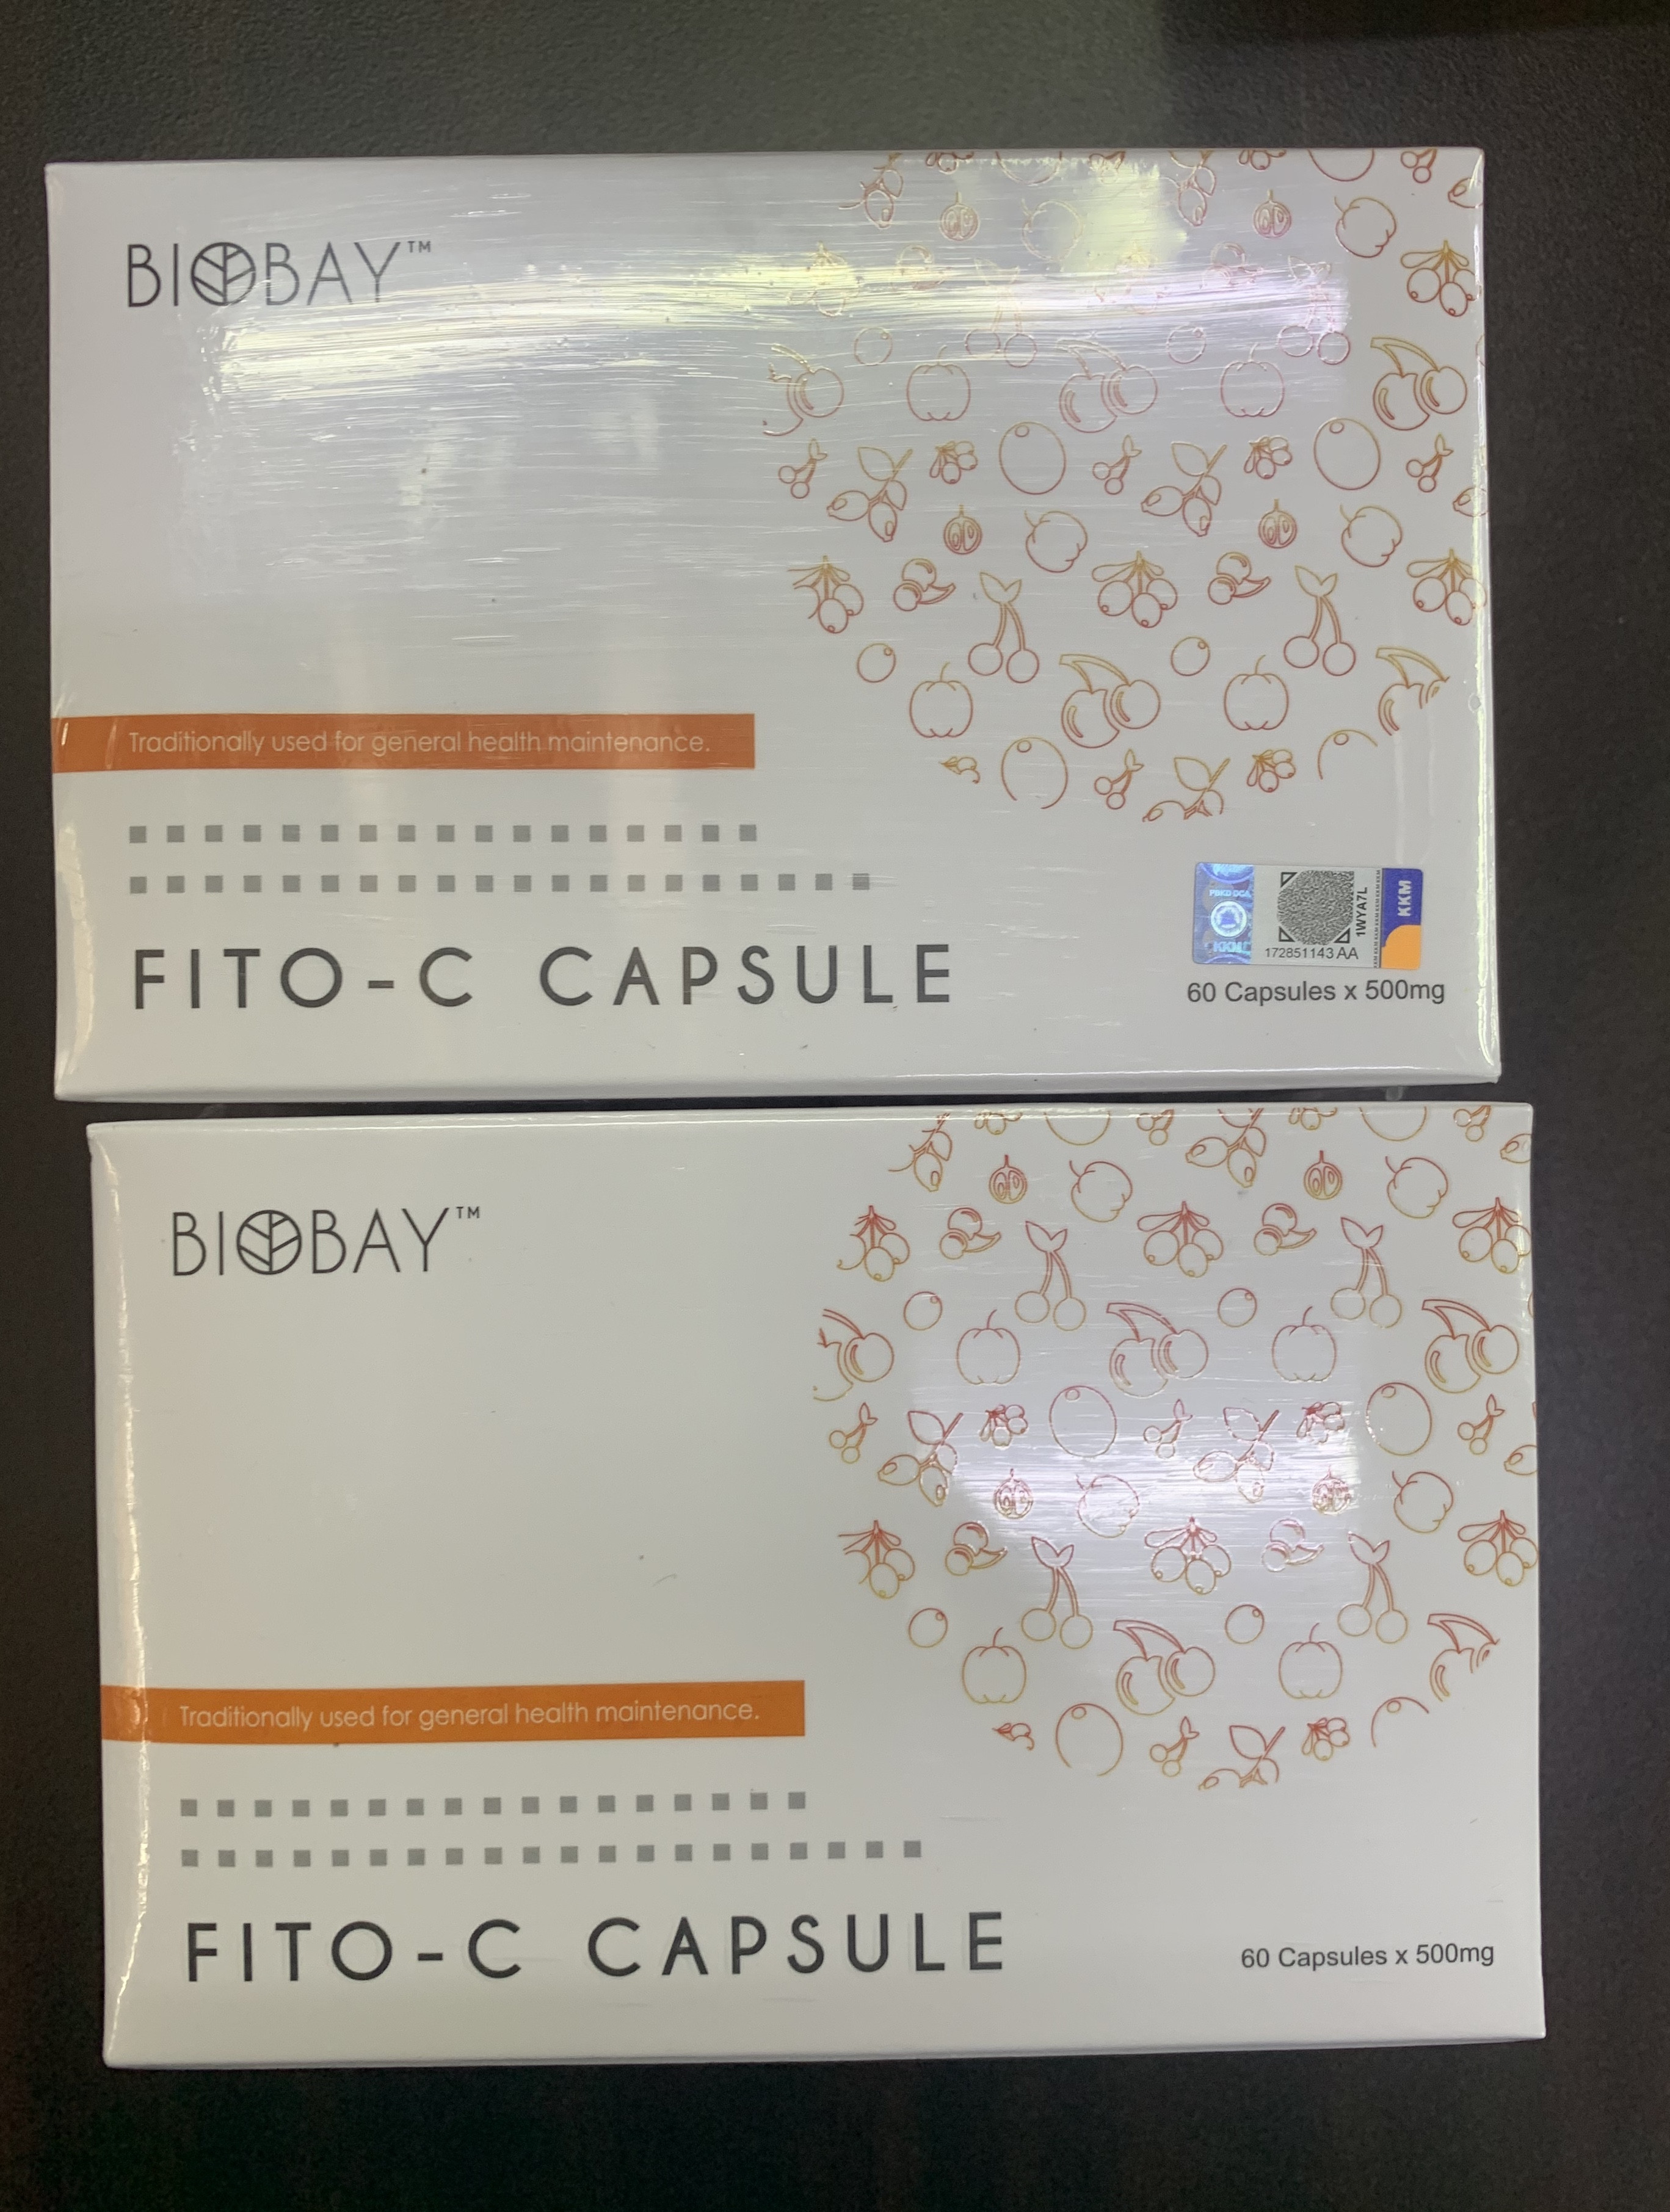 BIOBAY™
Traditionally used for general health maintenance.
FITO-C CAPSULE
KKM
1WYA7L
172851143 AA
KKM
60 Capsules x 500mg
BIOBAY™
Traditionally used for general health maintenance.
FITO-C CAPSULE
60 Capsules x 500mg